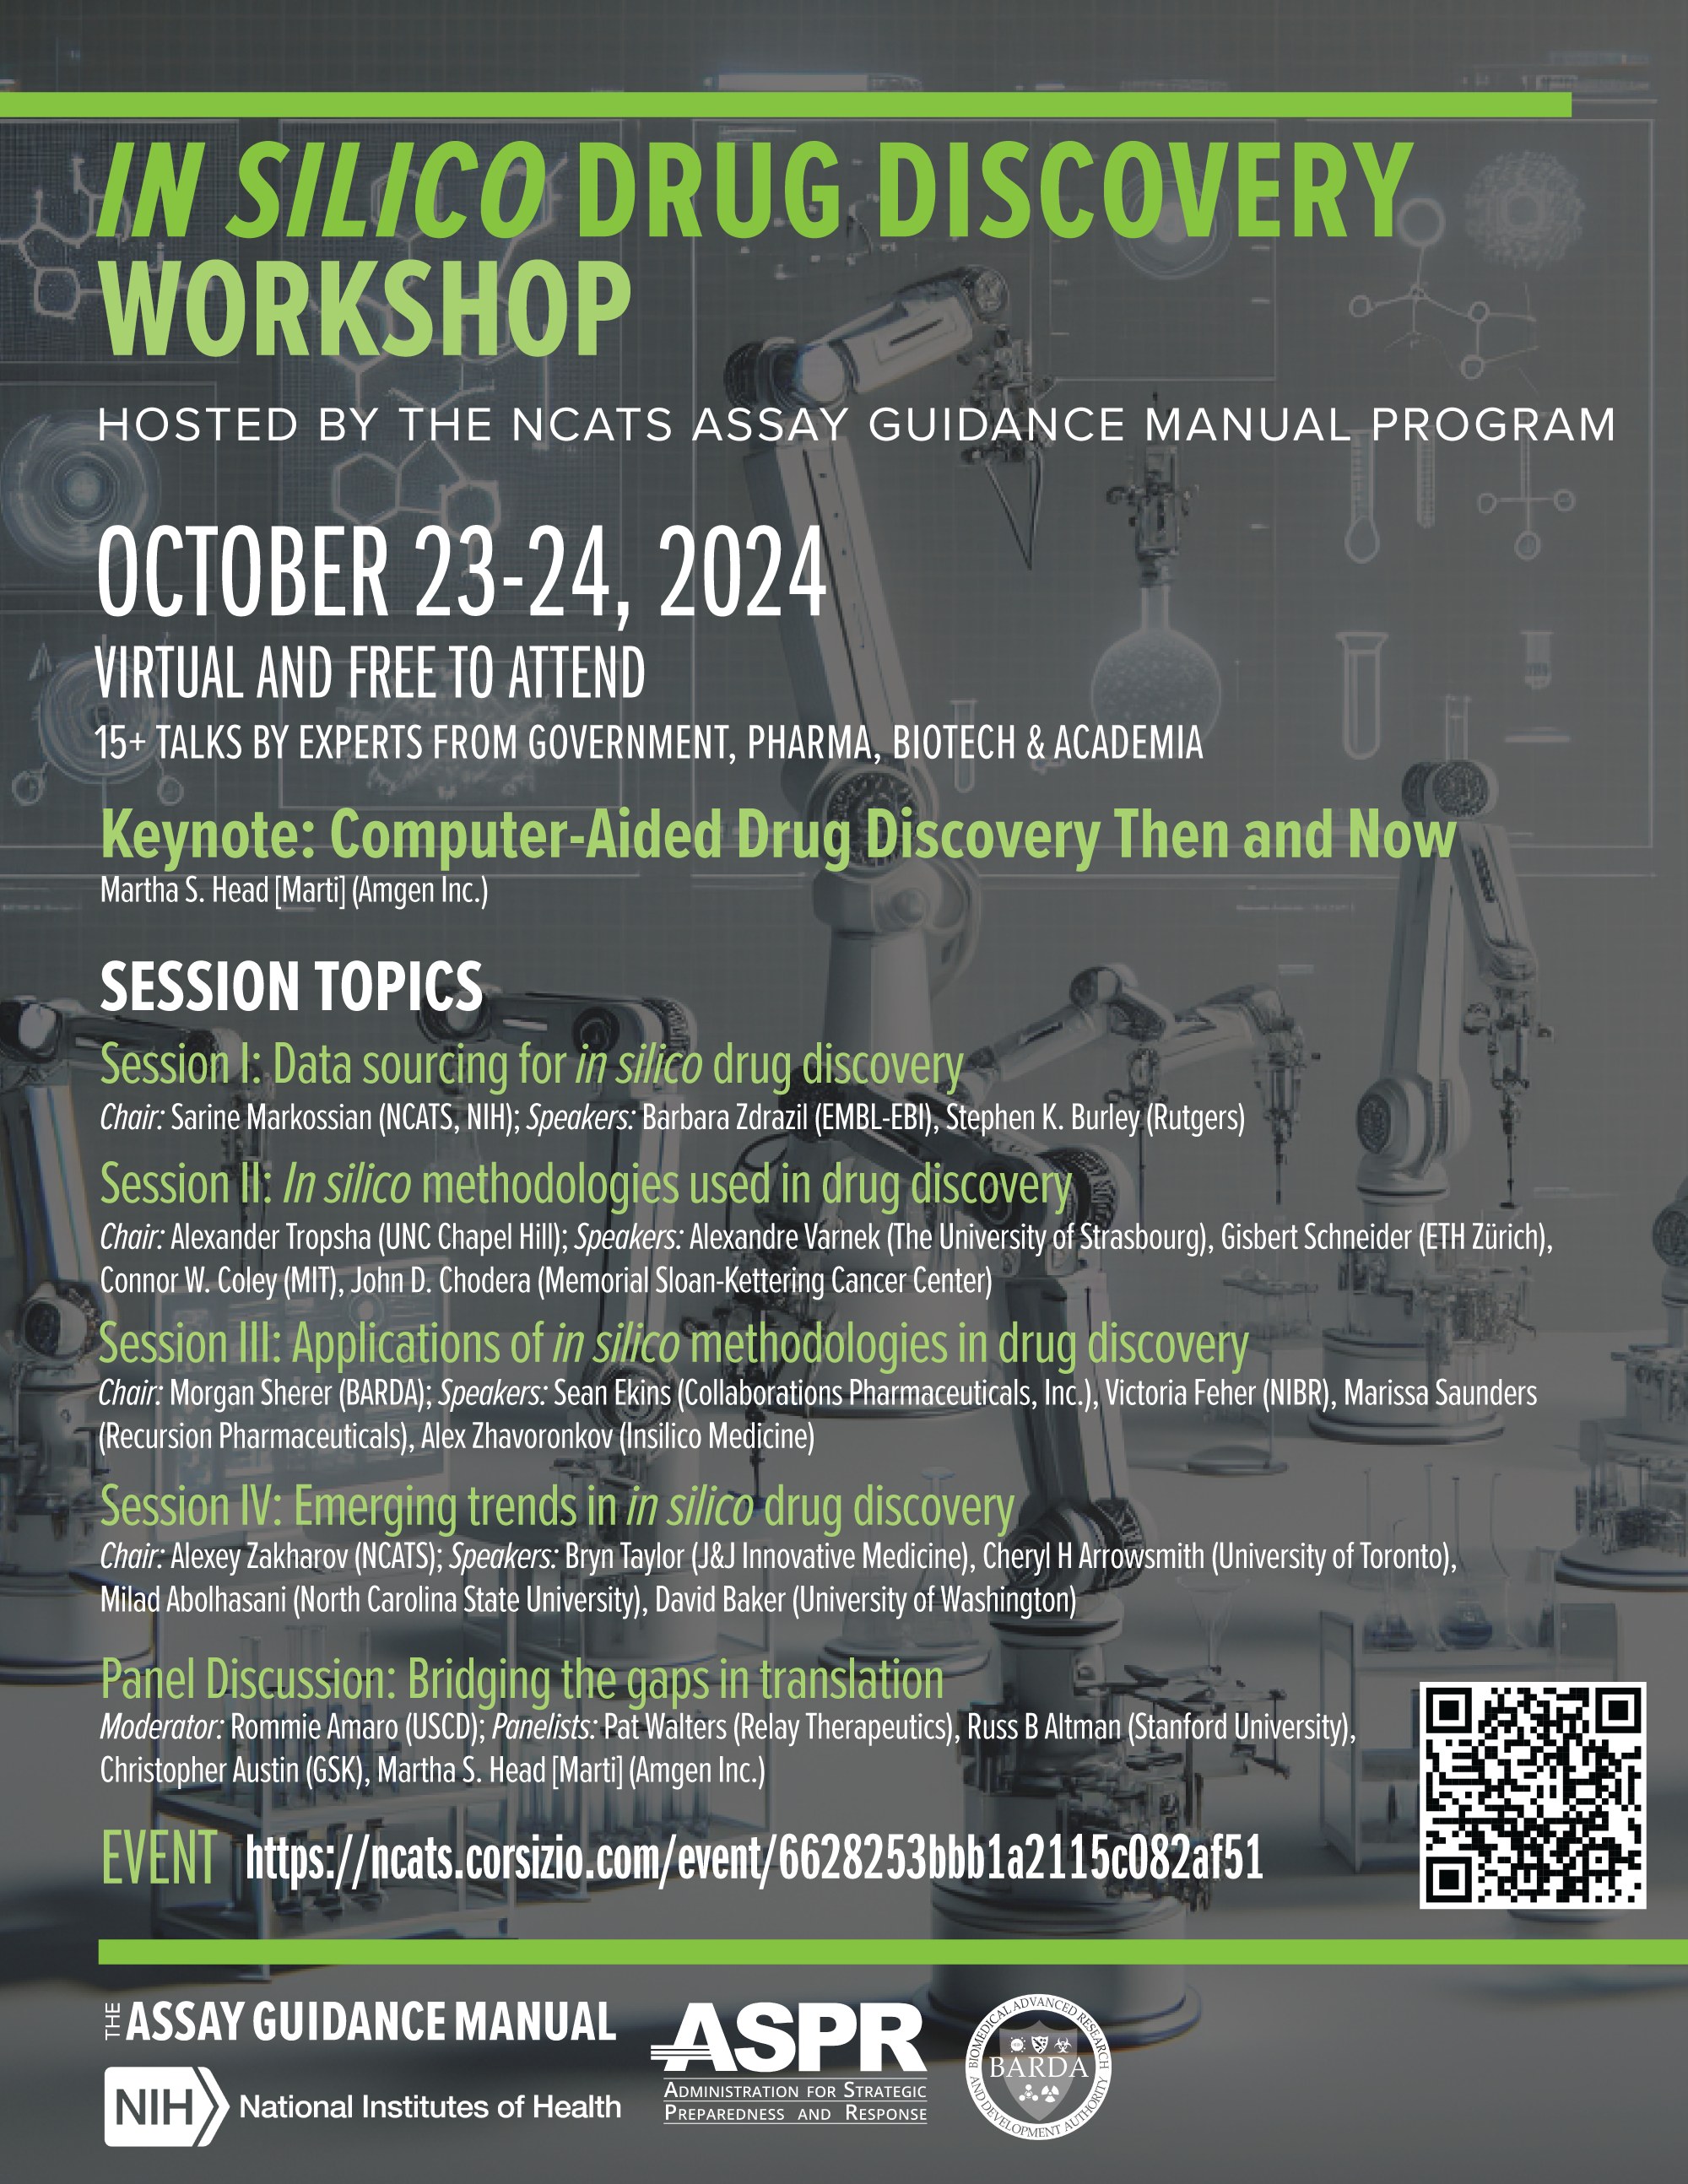 IN SILICO DRUG DISCOVERY
WORKSHOP
HOSTED BY THE NCATS ASSAY GUIDANCE MANUAL PROGRAM
OCTOBER 23-24, 2024
VIRTUAL AND FREE TO ATTEND
15+ TALKS BY EXPERTS FROM GOVERNMENT, PHARMA, BIOTECH & ACADEMIA
Keynote: Computer-Aided Drug Discovery Then and Now
Martha S. Head [Marti] (Amgen Inc.)
SESSION TOPICS
Session I: Data sourcing for in silico drug discovery
Chair: Sarine Markossian (NCATS, NIH); Speakers: Barbara Zdrazil (EMBL-EBI), Stephen K. Burley (Rutgers)
Session II: In silico methodologies used in drug discovery
Chair: Alexander Tropsha (UNC Chapel Hill); Speakers: Alexandre Varnek (The University of Strasbourg), Gisbert Schneider (ETH Zürich),
Connor W. Coley (MIT), John D. Chodera (Memorial Sloan-Kettering Cancer Center)
Session III: Applications of in silico methodologies in drug discovery
Chair: Morgan Sherer (BARDA); Speakers: Sean Ekins (Collaborations Pharmaceuticals, Inc.), Victoria Feher (NIBR), Marissa Saunders
(Recursion Pharmaceuticals), Alex Zhavoronkov (Insilico Medicine)
Session IV: Emerging trends in in silico drug discovery
Chair: Alexey Zakharov (NCATS); Speakers: Bryn Taylor (J&J Innovative Medicine), Cheryl H Arrowsmith (University of Toronto),
Milad Abolhasani (North Carolina State University), David Baker (University of Washington)
Panel Discussion: Bridging the gaps in translation
Moderator: Rommie Amaro (USCD); Panelists: Pat Walters (Relay Therapeutics), Russ B Altman (Stanford University),
Christopher Austin (GSK), Martha S. Head [Marti] (Amgen Inc.)
EVENT https://ncats.corsizio.com/event/6628253bbb1a2115c082af51
THE ASSAY GUIDANCE MANUAL
NIH National Institutes of Health
ASPR
ADMINISTRATION FOR STRATEGIC
PREPAREDNESS AND RESPONSE
BIOMEDICAL ADVANCED RESEARCH
BARDA
AND DEVELOPMENT AUTHORITY